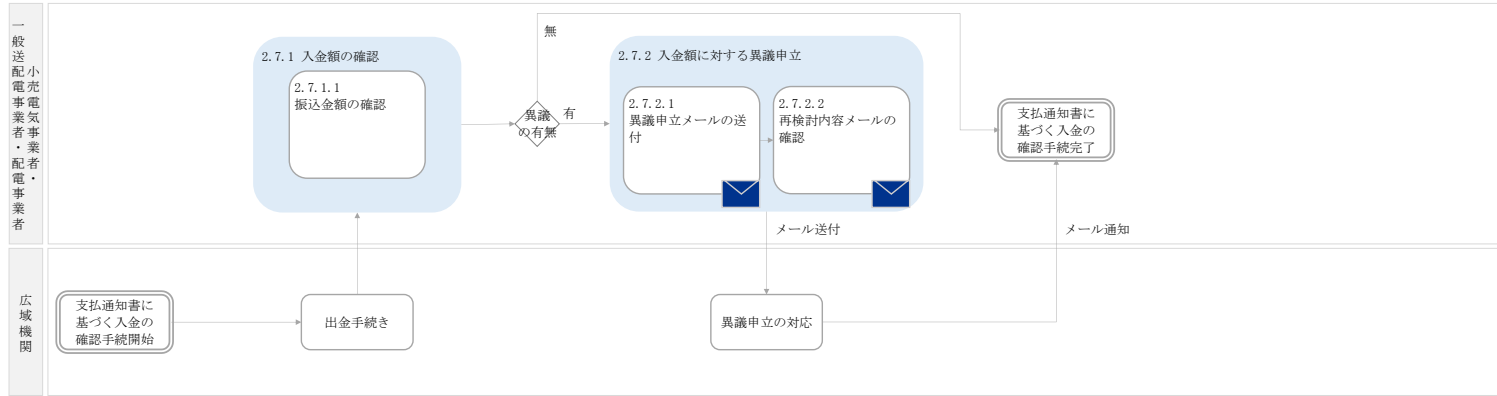 一般送配電事業者・配電事業者
小売電気事業者・
無
2.7.1 入金額の確認
2.7.1.1
振込金額の確認
異議
の有無
有
2.7.2 入金額に対する異議申立
2.7.2.1
異議申立メールの送
付
2.7.2.2
再検討内容メールの
確認
支払通知書に
基づく入金の
確認手続完了
メール送付
メール通知
広域機関
支払通知書に
基づく入金の
確認手続開始
出金手続き
異議申立の対応